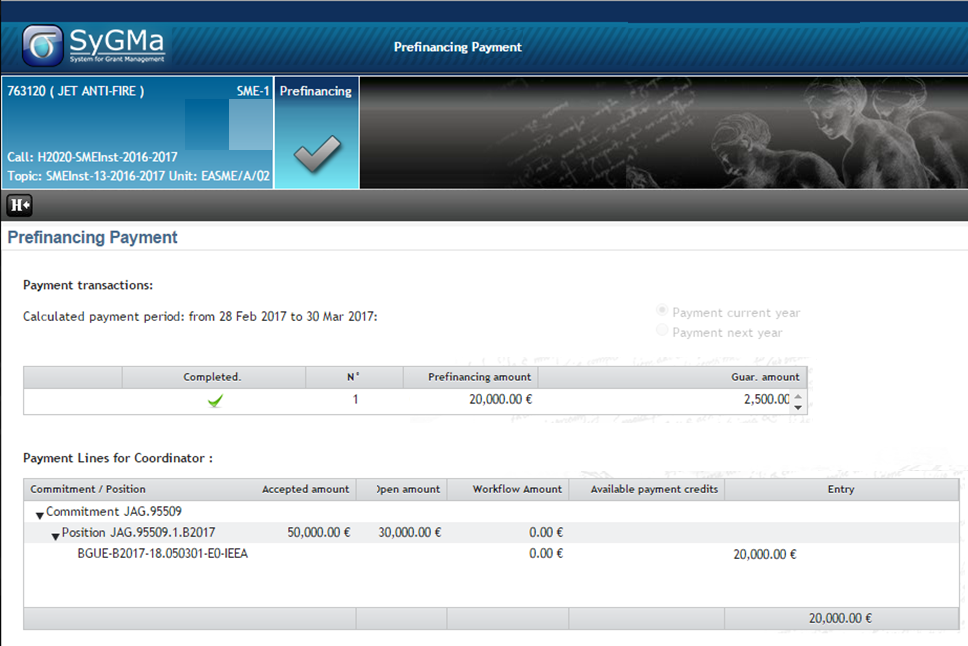 SyGMa
System for Grant Management
Prefinancing Payment
763120 ( JET ANTI-FIRE ) SME-1
Prefinancing
Call: H2020-SMEInst-2016-2017
Topic: SMEInst-13-2016-2017 Unit: EASME/A/02
H
Prefinancing Payment
Payment transactions:
Calculated payment period: from 28 Feb 2017 to 30 Mar 2017:
Payment current year
Payment next year
Completed. N° Prefinancing amount Guar. amount
1 20,000.00 € 2,500.00
Payment Lines for Coordinator :
Commitment / Position Accepted amount Open amount Workflow Amount Available payment credits Entry
Commitment JAG.95509
Position JAG.95509.1.B2017 50,000.00 € 30,000.00 € 0.00 €
BGUE-B2017-18.050301-E0-IEEA 0.00 € 20,000.00 €
20,000.00 €